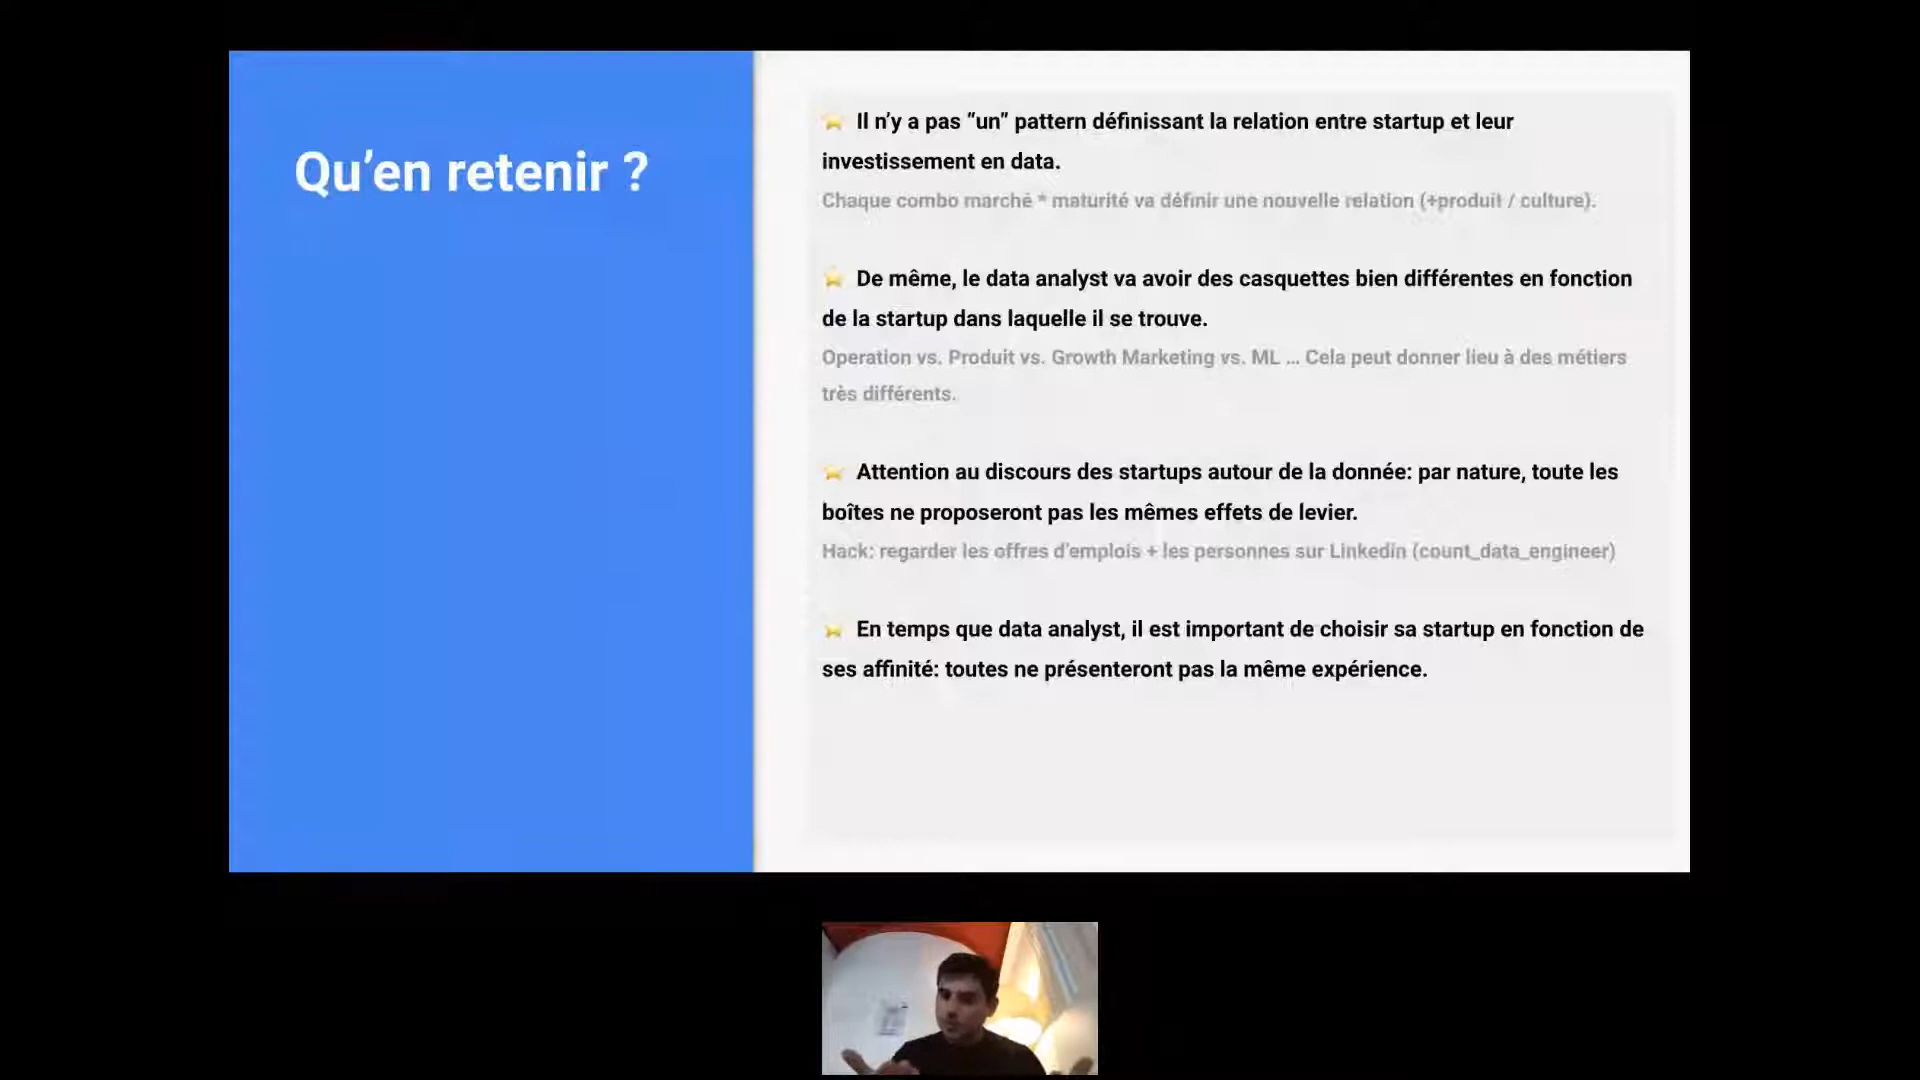 Qu’en retenir ?
Il n’y a pas “un” pattern définissant la relation entre startup et leur
investissement en data.
Chaque combo marché * maturité va définir une nouvelle relation (+produit / culture).
De même, le data analyst va avoir des casquettes bien différentes en fonction
de la startup dans laquelle il se trouve.
Operation vs. Produit vs. Growth Marketing vs. ML ... Cela peut donner lieu à des métiers
très différents.
Attention au discours des startups autour de la donnée: par nature, toute les
boîtes ne proposeront pas les mêmes effets de levier.
Hack: regarder les offres d’emplois + les personnes sur Linkedin (count_data_engineer)
En temps que data analyst, il est important de choisir sa startup en fonction de
ses affinité: toutes ne présenteront pas la même expérience.